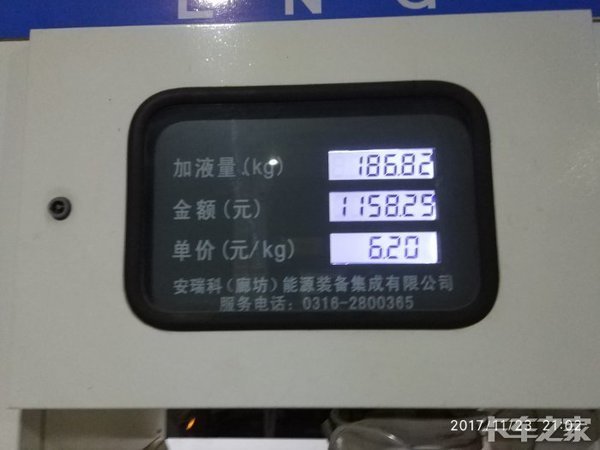 LNG
加液量(kg) 186.82
金额(元) 1158.29
单价(元/kg) 6.20
安瑞科(廊坊)能源装备集成有限公司
服务电话: 0316-2800365
2017/11/23 21:02
卡车之家